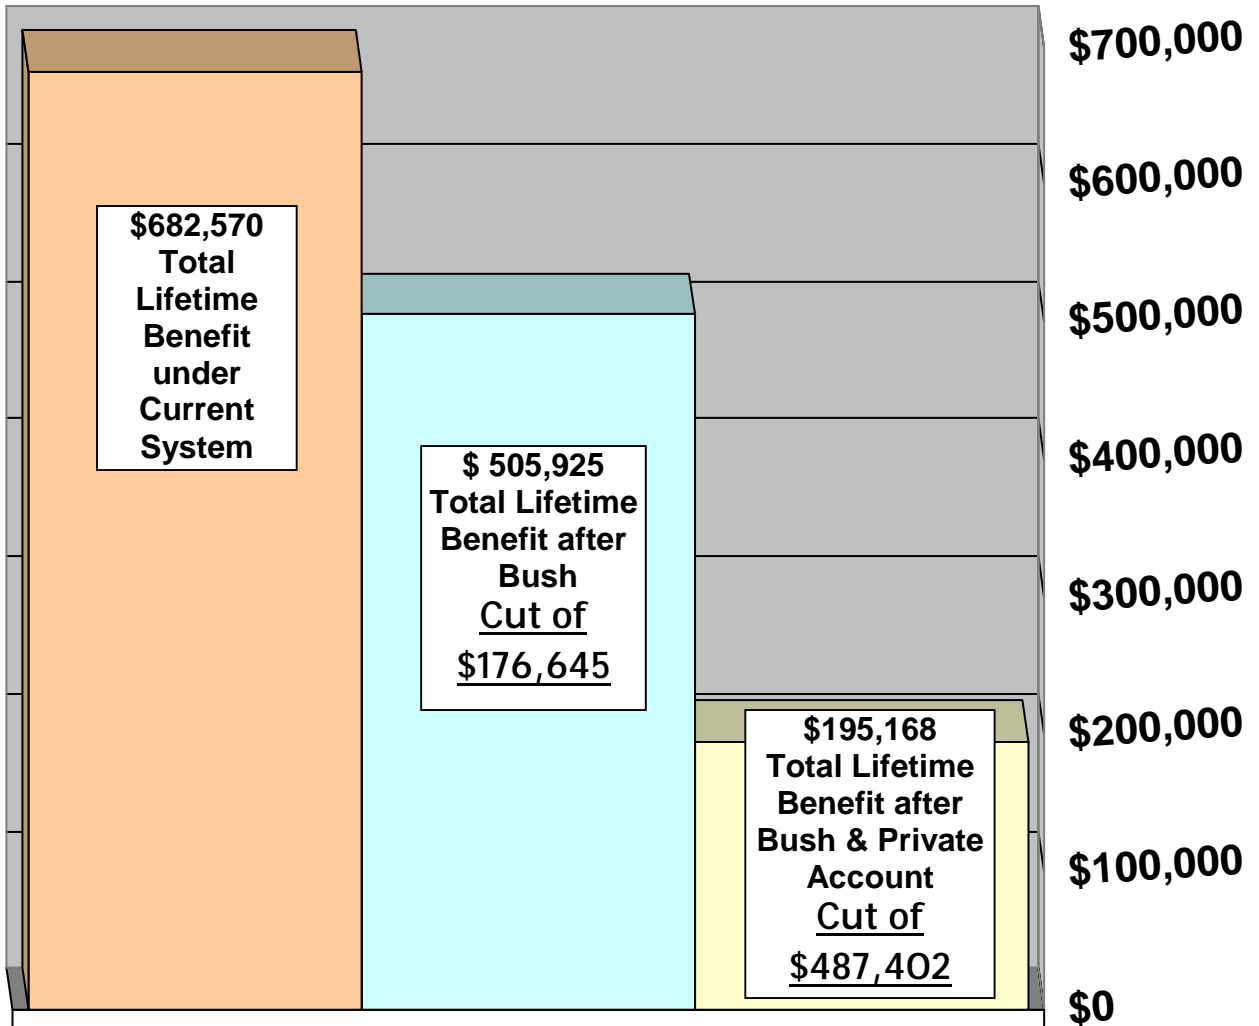 $682,570
Total
Lifetime
Benefit
under
Current
System
$ 505,925
Total Lifetime
Benefit after
Bush
Cut of
$176,645
$195,168
Total Lifetime
Benefit after
Bush & Private
Account
Cut of
$487,402
$700,000
$600,000
$500,000
$400,000
$300,000
$200,000
$100,000
$0